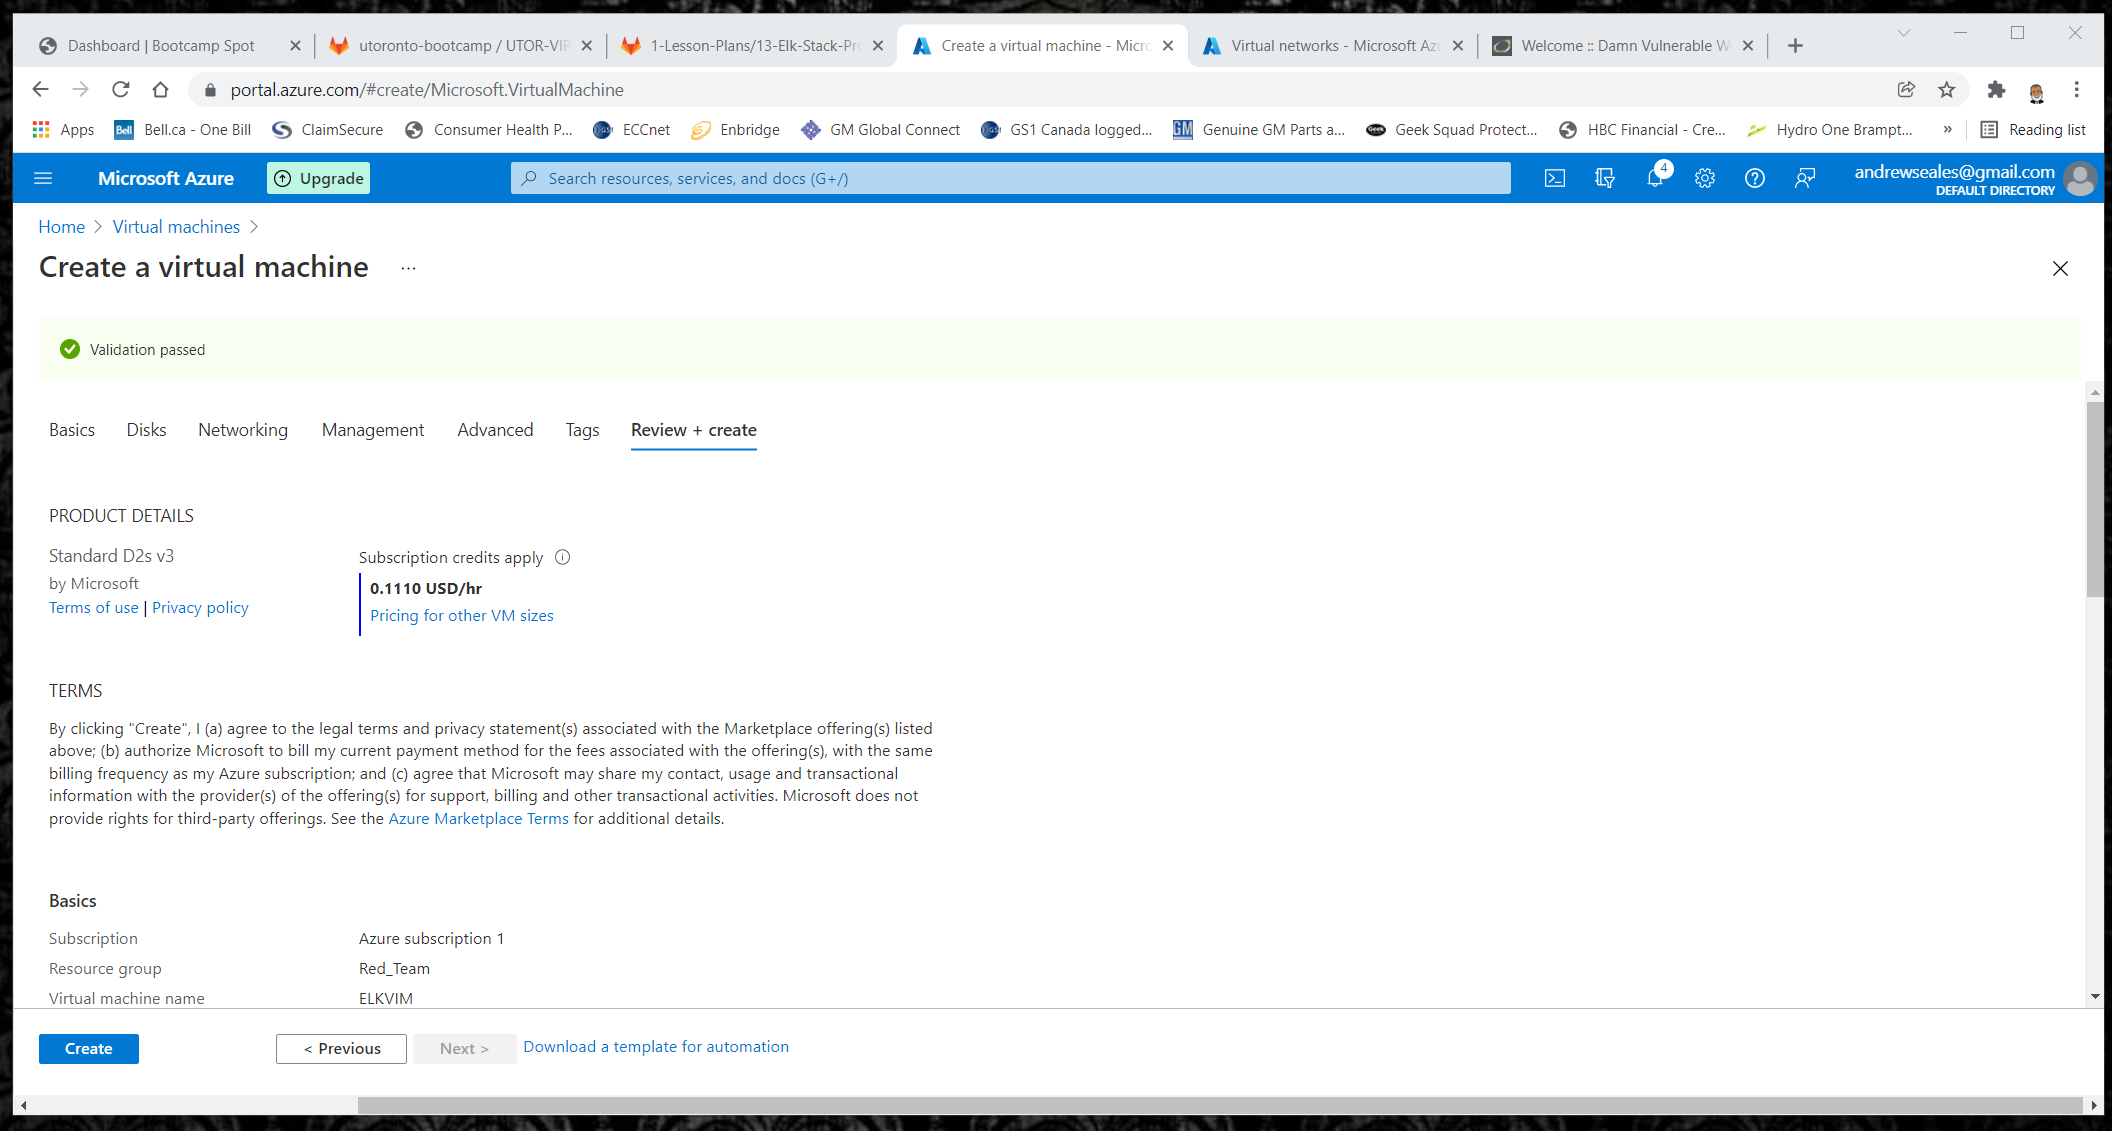 Dashboard | Bootcamp Spot
utoronto-bootcamp / UTOR-VIR
1-Lesson-Plans/13-Elk-Stack-Pro
Create a virtual machine - Micro
Virtual networks - Microsoft Azu
Welcome :: Damn Vulnerable W
portal.azure.com/#create/Microsoft.VirtualMachine
Apps
Bell
Bell.ca - One Bill
ClaimSecure
Consumer Health P...
ECCnet
Enbridge
GM Global Connect
GS1 Canada logged...
GM
Genuine GM Parts a...
Geek Squad Protect...
HBC Financial - Cre...
Hydro One Brampt...
»
Reading list
Microsoft Azure
Upgrade
Search resources, services, and docs (G+/)
4
andrewseales@gmail.com
DEFAULT DIRECTORY
Home > Virtual machines >
Create a virtual machine ...
Validation passed
Basics Disks Networking Management Advanced Tags Review + create
PRODUCT DETAILS
Standard D2s v3
by Microsoft
Terms of use | Privacy policy
Subscription credits apply
0.1110 USD/hr
Pricing for other VM sizes
TERMS
By clicking "Create", I (a) agree to the legal terms and privacy statement(s) associated with the Marketplace offering(s) listed
above; (b) authorize Microsoft to bill my current payment method for the fees associated with the offering(s), with the same
billing frequency as my Azure subscription; and (c) agree that Microsoft may share my contact, usage and transactional
information with the provider(s) of the offering(s) for support, billing and other transactional activities. Microsoft does not
provide rights for third-party offerings. See the Azure Marketplace Terms for additional details.
Basics
Subscription Azure subscription 1
Resource group Red_Team
Virtual machine name ELKVIM
Create
< Previous
Next >
Download a template for automation